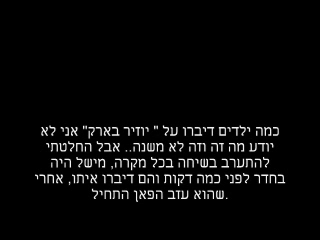 כמה ילדים דיברו על " יוזיר בארק" אני לא
יודע מה זה וזה לא משנה.. אבל החלטתי
להתערב בשיחה בכל מקרה, מישל היה
בחדר לפני כמה דקות והם דיברו איתו, אחרי
שהוא עזב הפאן התחיל.